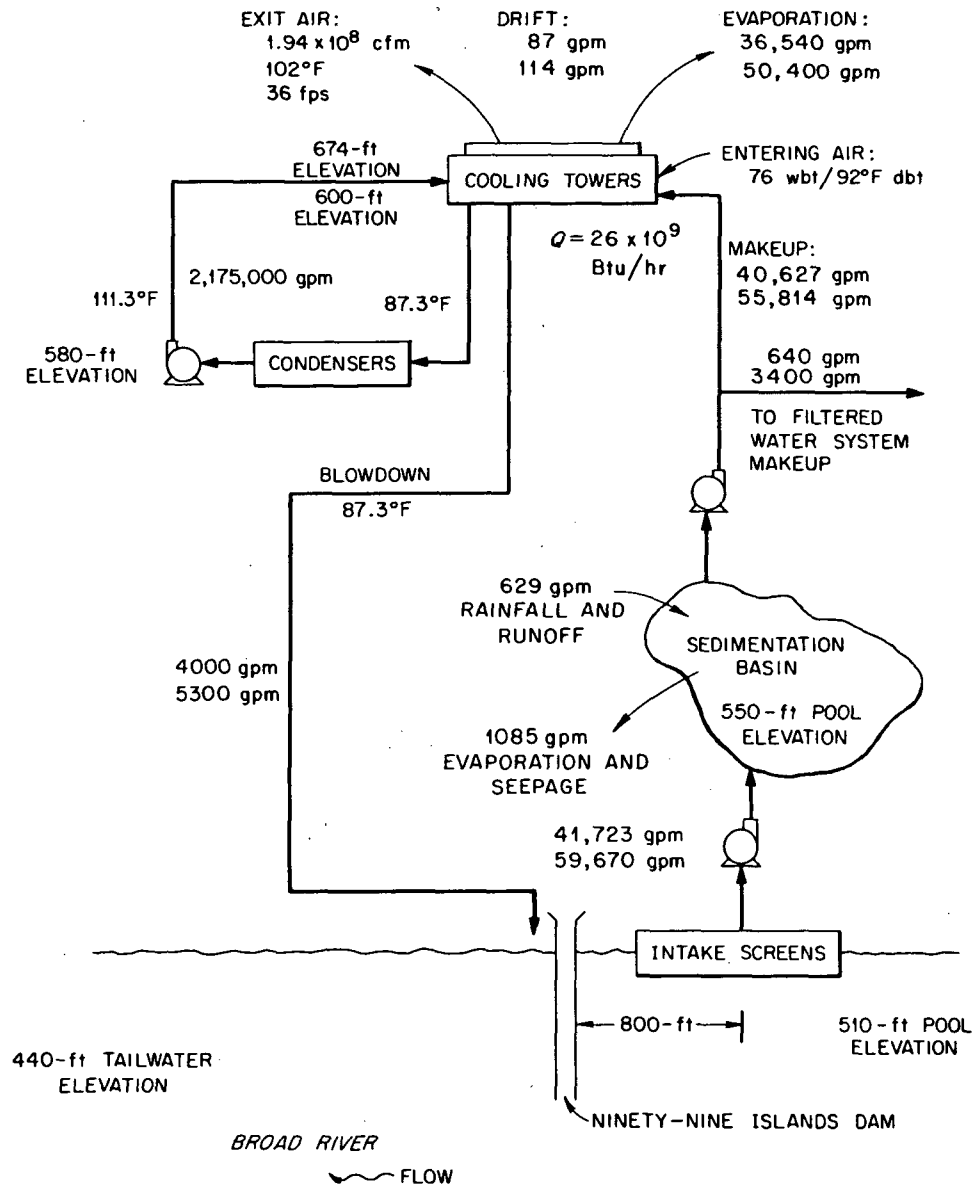 EXIT AIR:
1.94 x 10⁸ cfm
102°F
36 fps
DRIFT:
87 gpm
114 gpm
EVAPORATION:
36,540 gpm
50,400 gpm
674-ft
ELEVATION
600-ft
ELEVATION
COOLING TOWERS
ENTERING AIR:
76 wbt/92°F dbt
Q = 26 x 10⁹
Btu/hr
MAKEUP:
40,627 gpm
55,814 gpm
2,175,000 gpm
111.3°F
87.3°F
580-ft
ELEVATION
CONDENSERS
640 gpm
3400 gpm
TO FILTERED
WATER SYSTEM
MAKEUP
BLOWDOWN
87.3°F
629 gpm
RAINFALL AND
RUNOFF
SEDIMENTATION
BASIN
550-ft POOL
ELEVATION
4000 gpm
5300 gpm
1085 gpm
EVAPORATION AND
SEEPAGE
41,723 gpm
59,670 gpm
INTAKE SCREENS
800-ft
510-ft POOL
ELEVATION
440-ft TAILWATER
ELEVATION
NINETY-NINE ISLANDS DAM
BROAD RIVER
FLOW